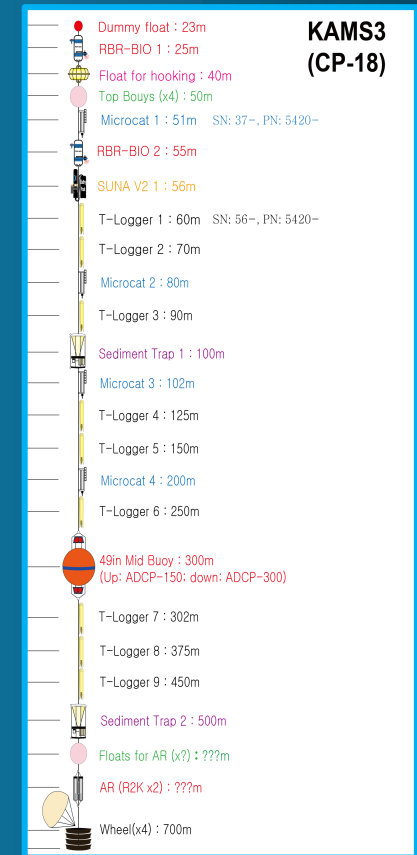 KAMS3
(CP-18)
Dummy float : 23m
RBR-BIO 1 : 25m
Float for hooking : 40m
Top Bouys (x4) : 50m
Microcat 1 : 51m SN: 37-, PN: 5420-
RBR-BIO 2 : 55m
SUNA V2 1 : 56m
T-Logger 1 : 60m SN: 56-, PN: 5420-
T-Logger 2 : 70m
Microcat 2 : 80m
T-Logger 3 : 90m
Sediment Trap 1 : 100m
Microcat 3 : 102m
T-Logger 4 : 125m
T-Logger 5 : 150m
Microcat 4 : 200m
T-Logger 6 : 250m
49in Mid Buoy : 300m
(Up: ADCP-150; down: ADCP-300)
T-Logger 7 : 302m
T-Logger 8 : 375m
T-Logger 9 : 450m
Sediment Trap 2 : 500m
Floats for AR (x?) : ???m
AR (R2K x2) : ???m
Wheel(x4) : 700m